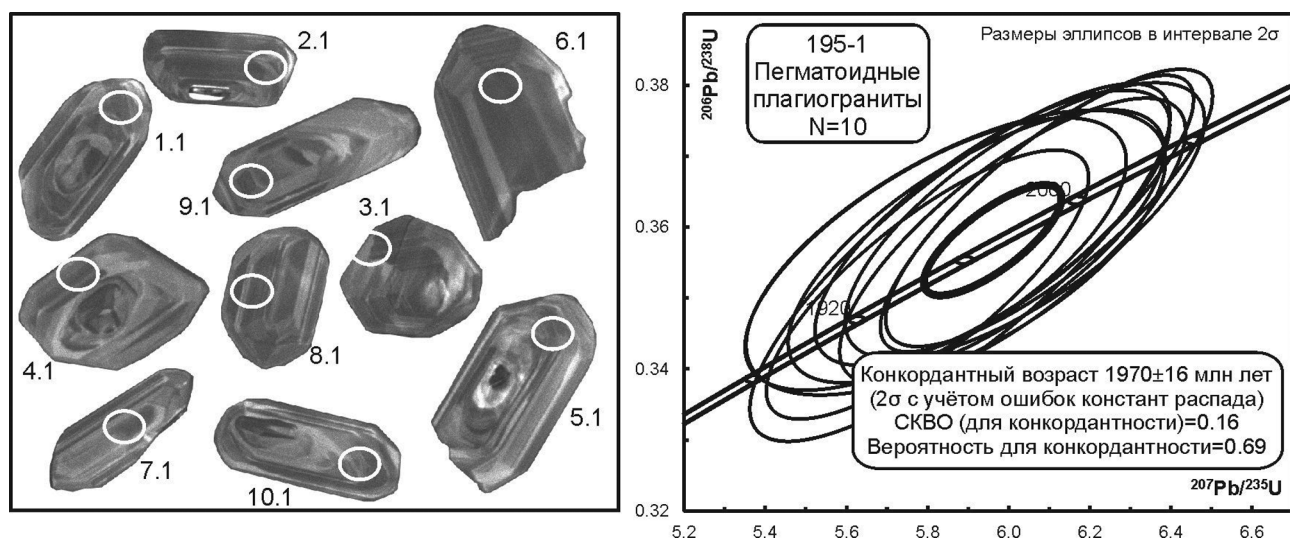 2.1
6.1
1.1
9.1
3.1
4.1
8.1
5.1
7.1
10.1
0.39
0.38
0.36
0.34
0.32
²⁰⁶Pb/²³⁸U
195-1
Пегматоидные
плагиограниты
N=10
Размеры эллипсов в интервале 2σ
2000
1920
Конкордантный возраст 1970±16 млн лет
(2σ с учётом ошибок констант распада)
СКВО (для конкордантности)=0.16
Вероятность для конкордантности=0.69
²⁰⁷Pb/²³⁵U
5.2 5.4 5.6 5.8 6.0 6.2 6.4 6.6